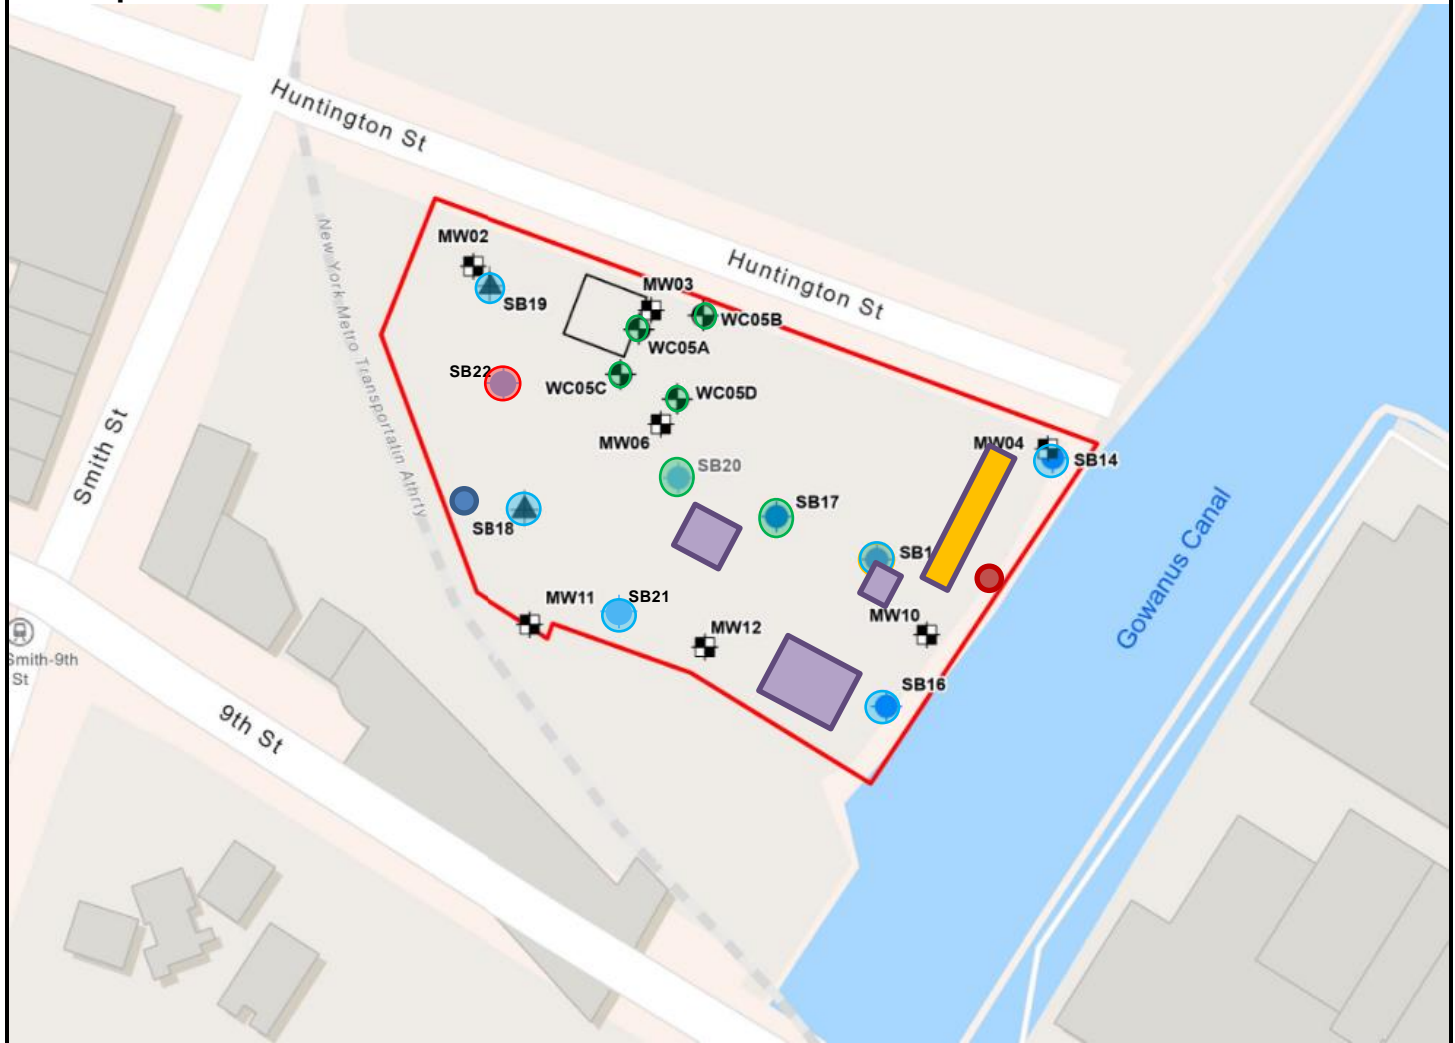 Huntington St
Huntington St
New York Metro Transportatin Athrty
Smith St
MW02
SB19
MW03
WC05B
WC05A
SB22
WC05C
WC05D
MW06
MW04
SB14
SB20
SB17
SB18
SB1
MW11
SB21
MW12
MW10
SB16
Gowanus Canal
Smith-9th
St
9th St